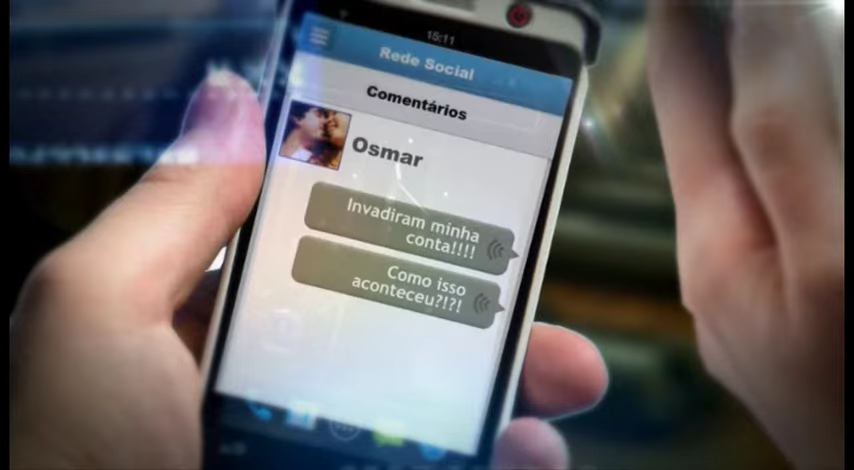 15:11
Rede Social
Comentários
Osmar
Invadiram minha
conta!!!!
Como isso
aconteceu?!?!